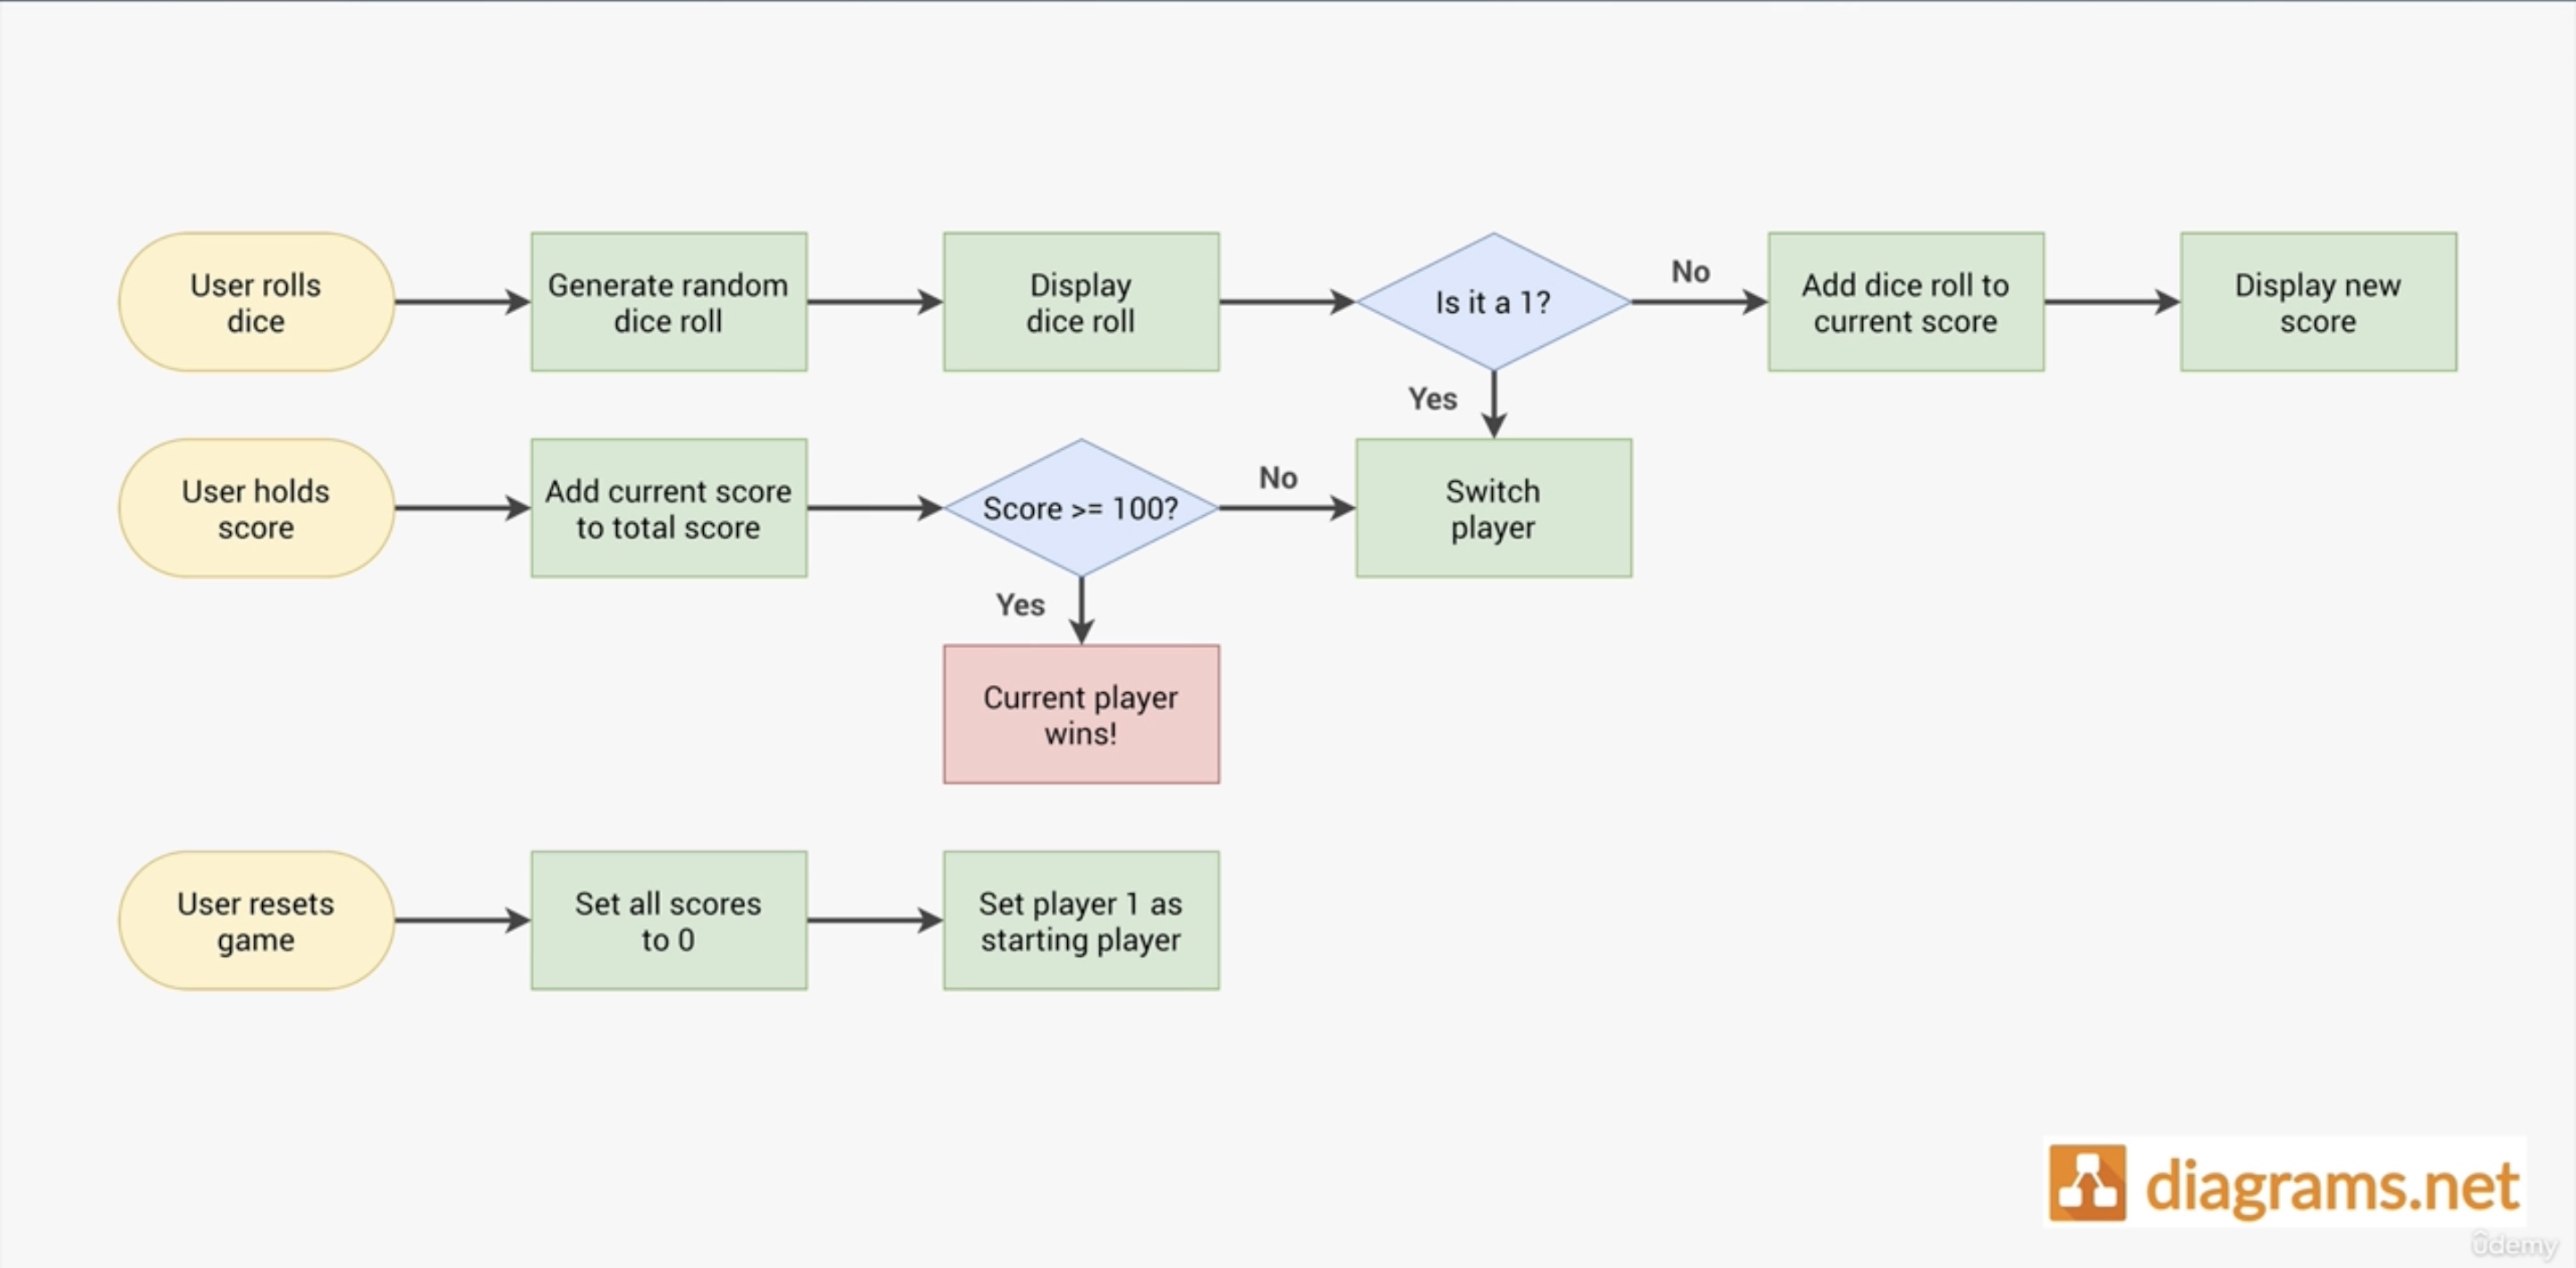 User rolls
dice
Generate random
dice roll
Display
dice roll
Is it a 1?
No
Add dice roll to
current score
Display new
score
Yes
User holds
score
Add current score
to total score
Score >= 100?
No
Switch
player
Yes
Current player
wins!
User resets
game
Set all scores
to 0
Set player 1 as
starting player
diagrams.net
ûdemy